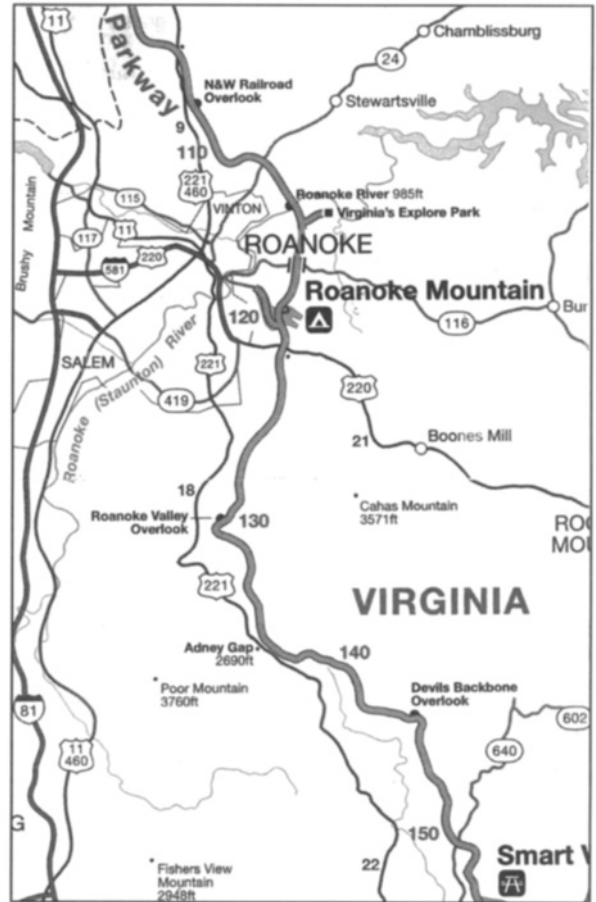 11
Parkway
Chamblissburg
24
N&W Railroad
Overlook
Stewartsville
9
110
221
460
115
VINTON
Roanoke River 985ft
Virginia's Explore Park
Brushy Mountain
117
11
220
581
ROANOKE
Roanoke Mountain
Bur
120
116
SALEM
Roanoke (Staunton) River
221
419
220
21
Boones Mill
18
Cahas Mountain
3571ft
Roanoke Valley
Overlook
130
ROC
MOU
221
VIRGINIA
Adney Gap
2690ft
140
Poor Mountain
3760ft
Devils Backbone
Overlook
81
602
11
460
640
G
150
Smart V
22
Fishers View
Mountain
2948ft